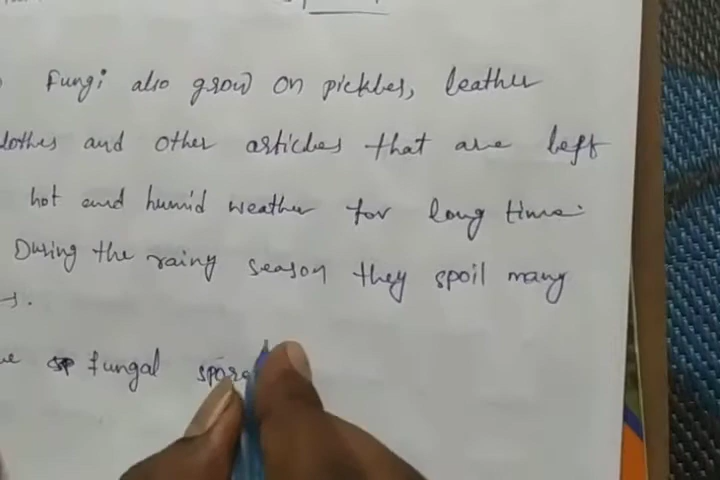 Fungi also grow on pickles, leather
clothes and other articles that are left
hot and humid weather for long time.
During the rainy season they spoil many
fungal spore